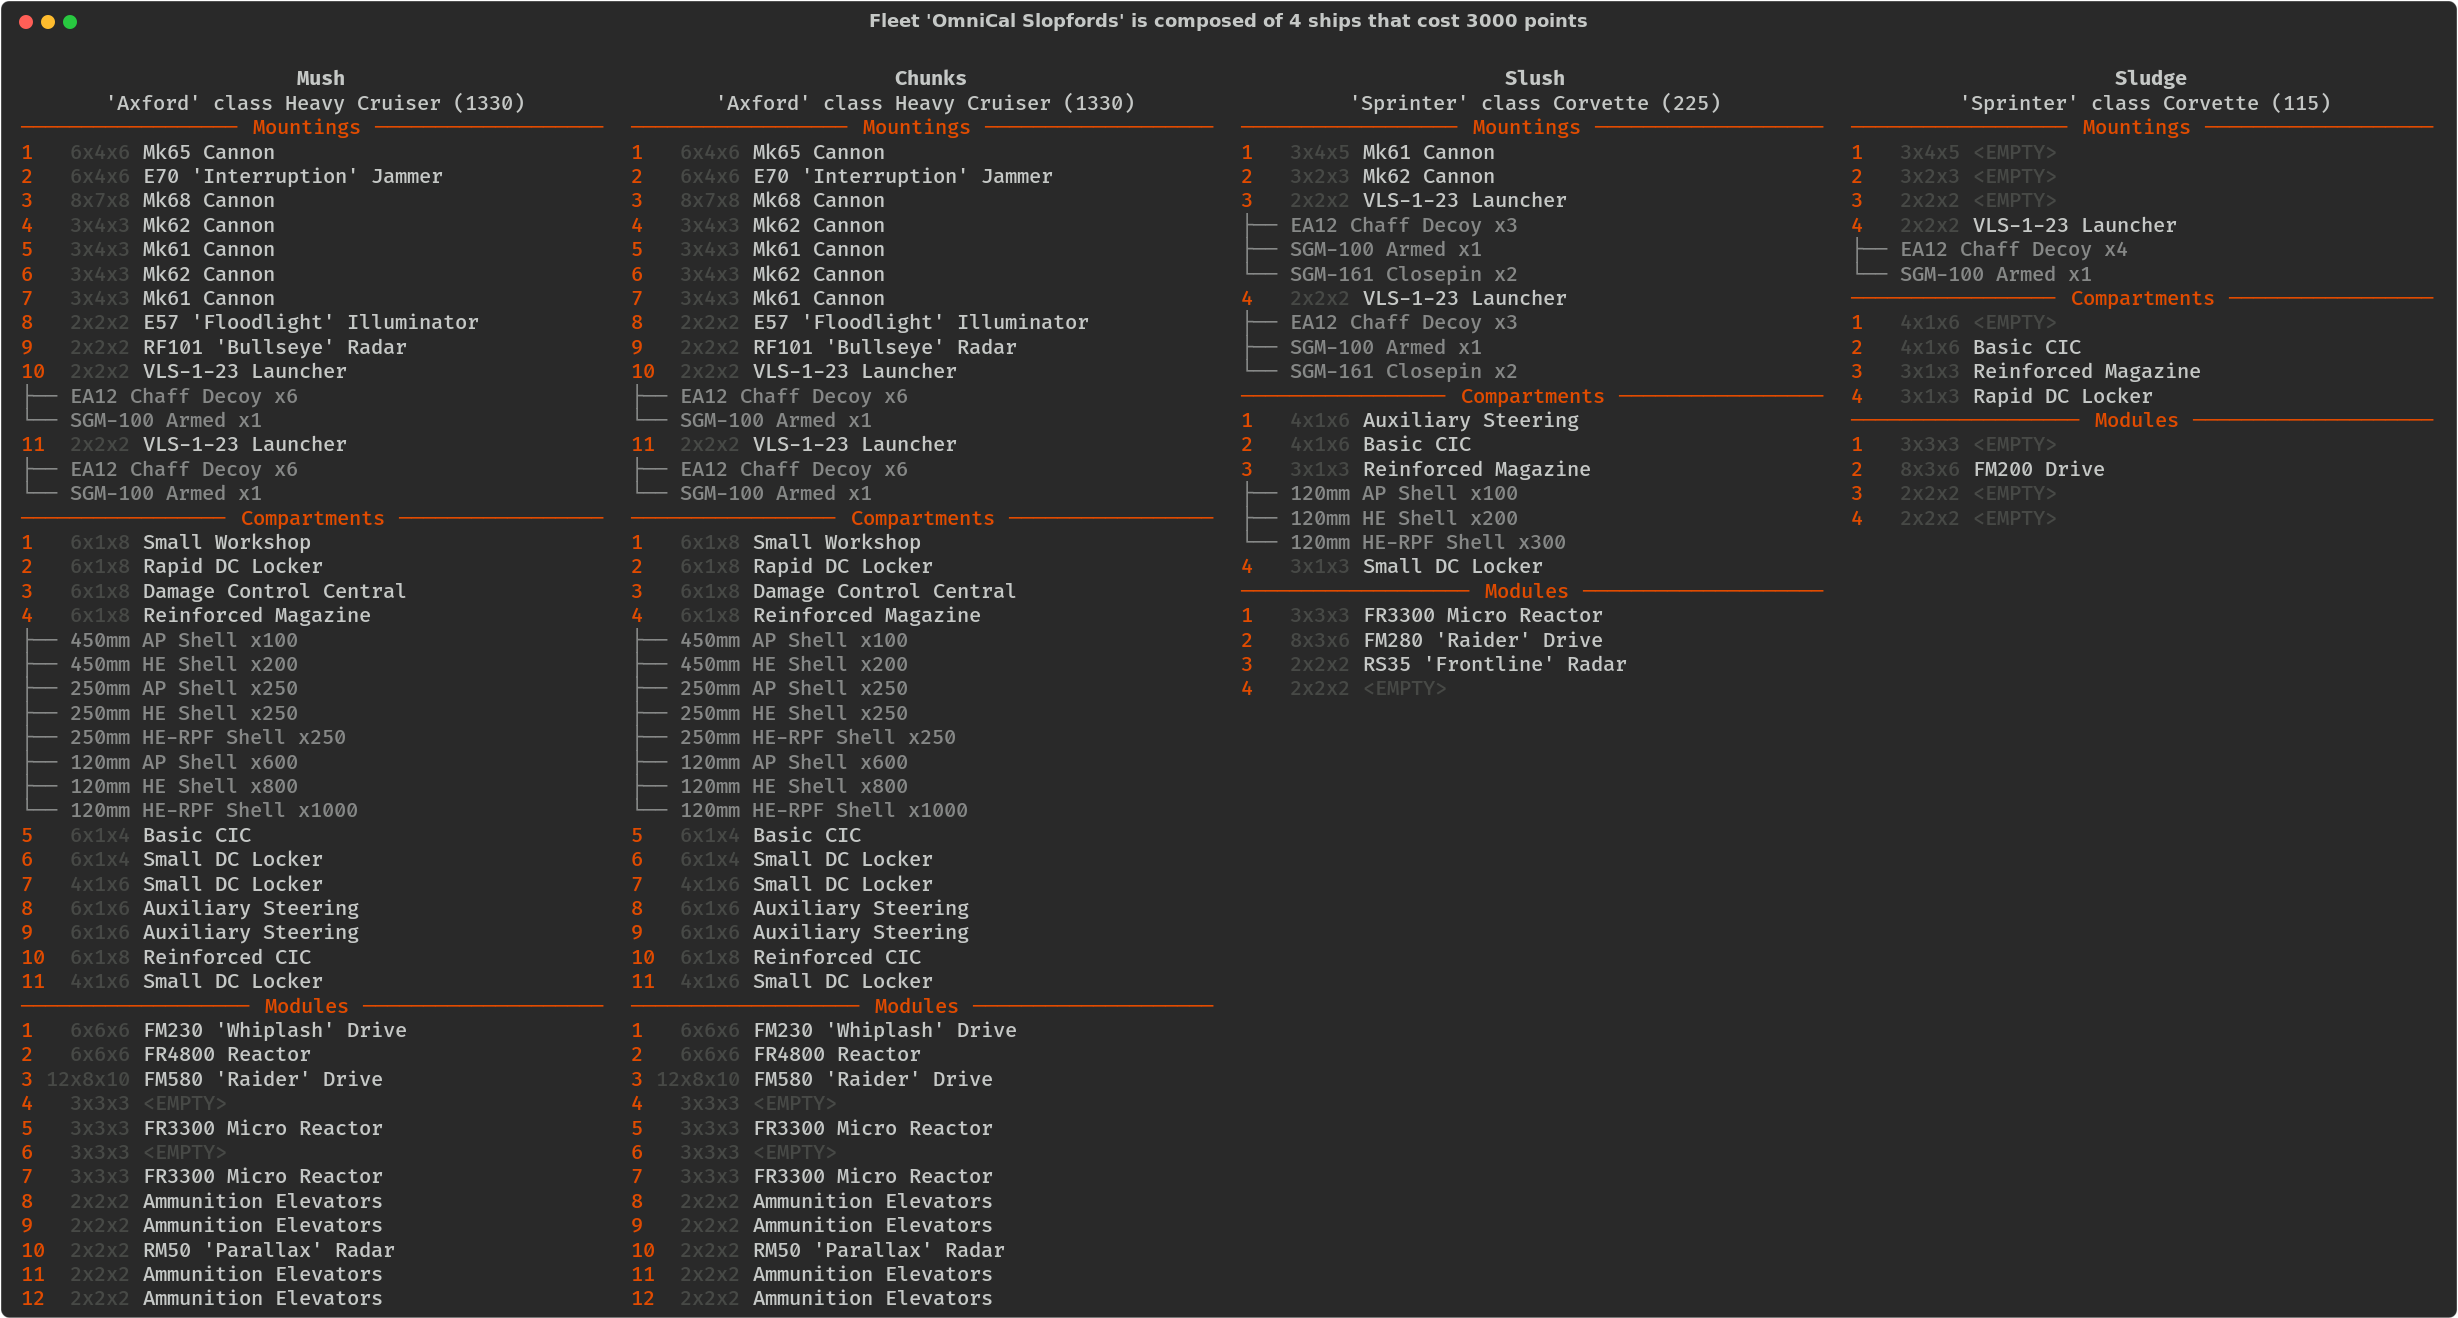 Fleet 'OmniCal Slopfords' is composed of 4 ships that cost 3000 points
Mush
'Axford' class Heavy Cruiser (1330)
Mountings
1 6x4x6 Mk65 Cannon
2 6x4x6 E70 'Interruption' Jammer
3 8x7x8 Mk68 Cannon
4 3x4x3 Mk62 Cannon
5 3x4x3 Mk61 Cannon
6 3x4x3 Mk62 Cannon
7 3x4x3 Mk61 Cannon
8 2x2x2 E57 'Floodlight' Illuminator
9 2x2x2 RF101 'Bullseye' Radar
10 2x2x2 VLS-1-23 Launcher
├── EA12 Chaff Decoy x6
└── SGM-100 Armed x1
11 2x2x2 VLS-1-23 Launcher
├── EA12 Chaff Decoy x6
└── SGM-100 Armed x1
Compartments
1 6x1x8 Small Workshop
2 6x1x8 Rapid DC Locker
3 6x1x8 Damage Control Central
4 6x1x8 Reinforced Magazine
├── 450mm AP Shell x100
├── 450mm HE Shell x200
├── 250mm AP Shell x250
├── 250mm HE Shell x250
├── 250mm HE-RPF Shell x250
├── 120mm AP Shell x600
├── 120mm HE Shell x800
└── 120mm HE-RPF Shell x1000
5 6x1x4 Basic CIC
6 6x1x4 Small DC Locker
7 4x1x6 Small DC Locker
8 6x1x6 Auxiliary Steering
9 6x1x6 Auxiliary Steering
10 6x1x8 Reinforced CIC
11 4x1x6 Small DC Locker
Modules
1 6x6x6 FM230 'Whiplash' Drive
2 6x6x6 FR4800 Reactor
3 12x8x10 FM580 'Raider' Drive
4 3x3x3 <EMPTY>
5 3x3x3 FR3300 Micro Reactor
6 3x3x3 <EMPTY>
7 3x3x3 FR3300 Micro Reactor
8 2x2x2 Ammunition Elevators
9 2x2x2 Ammunition Elevators
10 2x2x2 RM50 'Parallax' Radar
11 2x2x2 Ammunition Elevators
12 2x2x2 Ammunition Elevators
Chunks
'Axford' class Heavy Cruiser (1330)
Mountings
1 6x4x6 Mk65 Cannon
2 6x4x6 E70 'Interruption' Jammer
3 8x7x8 Mk68 Cannon
4 3x4x3 Mk62 Cannon
5 3x4x3 Mk61 Cannon
6 3x4x3 Mk62 Cannon
7 3x4x3 Mk61 Cannon
8 2x2x2 E57 'Floodlight' Illuminator
9 2x2x2 RF101 'Bullseye' Radar
10 2x2x2 VLS-1-23 Launcher
├── EA12 Chaff Decoy x6
└── SGM-100 Armed x1
11 2x2x2 VLS-1-23 Launcher
├── EA12 Chaff Decoy x6
└── SGM-100 Armed x1
Compartments
1 6x1x8 Small Workshop
2 6x1x8 Rapid DC Locker
3 6x1x8 Damage Control Central
4 6x1x8 Reinforced Magazine
├── 450mm AP Shell x100
├── 450mm HE Shell x200
├── 250mm AP Shell x250
├── 250mm HE Shell x250
├── 250mm HE-RPF Shell x250
├── 120mm AP Shell x600
├── 120mm HE Shell x800
└── 120mm HE-RPF Shell x1000
5 6x1x4 Basic CIC
6 6x1x4 Small DC Locker
7 4x1x6 Small DC Locker
8 6x1x6 Auxiliary Steering
9 6x1x6 Auxiliary Steering
10 6x1x8 Reinforced CIC
11 4x1x6 Small DC Locker
Modules
1 6x6x6 FM230 'Whiplash' Drive
2 6x6x6 FR4800 Reactor
3 12x8x10 FM580 'Raider' Drive
4 3x3x3 <EMPTY>
5 3x3x3 FR3300 Micro Reactor
6 3x3x3 <EMPTY>
7 3x3x3 FR3300 Micro Reactor
8 2x2x2 Ammunition Elevators
9 2x2x2 Ammunition Elevators
10 2x2x2 RM50 'Parallax' Radar
11 2x2x2 Ammunition Elevators
12 2x2x2 Ammunition Elevators
Slush
'Sprinter' class Corvette (225)
Mountings
1 3x4x5 Mk61 Cannon
2 3x2x3 Mk62 Cannon
3 2x2x2 VLS-1-23 Launcher
├── EA12 Chaff Decoy x3
├── SGM-100 Armed x1
└── SGM-161 Closepin x2
4 2x2x2 VLS-1-23 Launcher
├── EA12 Chaff Decoy x3
├── SGM-100 Armed x1
└── SGM-161 Closepin x2
Compartments
1 4x1x6 Auxiliary Steering
2 4x1x6 Basic CIC
3 3x1x3 Reinforced Magazine
├── 120mm AP Shell x100
├── 120mm HE Shell x200
└── 120mm HE-RPF Shell x300
4 3x1x3 Small DC Locker
Modules
1 3x3x3 FR3300 Micro Reactor
2 8x3x6 FM280 'Raider' Drive
3 2x2x2 RS35 'Frontline' Radar
4 2x2x2 <EMPTY>
Sludge
'Sprinter' class Corvette (115)
Mountings
1 3x4x5 <EMPTY>
2 3x2x3 <EMPTY>
3 2x2x2 <EMPTY>
4 2x2x2 VLS-1-23 Launcher
├── EA12 Chaff Decoy x4
└── SGM-100 Armed x1
Compartments
1 4x1x6 <EMPTY>
2 4x1x6 Basic CIC
3 3x1x3 Reinforced Magazine
4 3x1x3 Rapid DC Locker
Modules
1 3x3x3 <EMPTY>
2 8x3x6 FM200 Drive
3 2x2x2 <EMPTY>
4 2x2x2 <EMPTY>